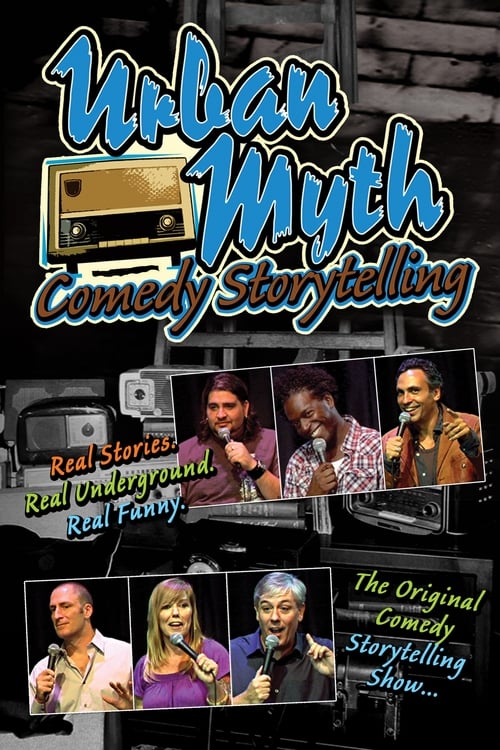 Urban
Myth
Comedy Storytelling
Real Stories.
Real Underground.
Real Funny.
The Original
Comedy
Storytelling
Show...